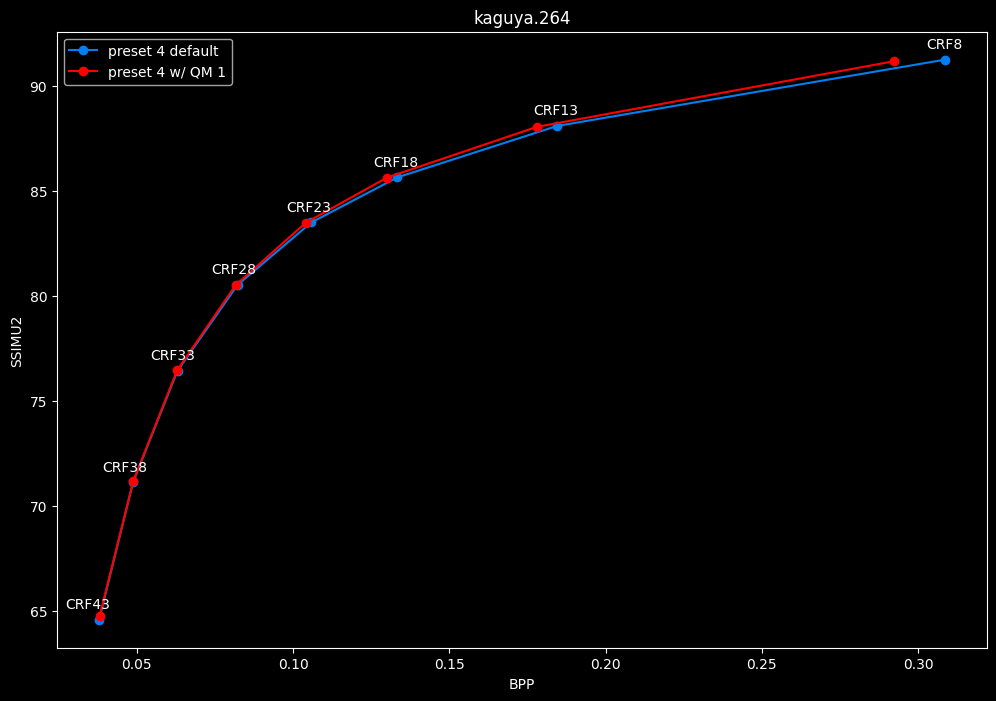 kaguya.264
preset 4 default
preset 4 w/ QM 1
CRF8
CRF13
CRF18
CRF23
CRF28
CRF33
CRF38
CRF43
90
85
80
75
70
65
SSIMU2
0.05 0.10 0.15 0.20 0.25 0.30
BPP